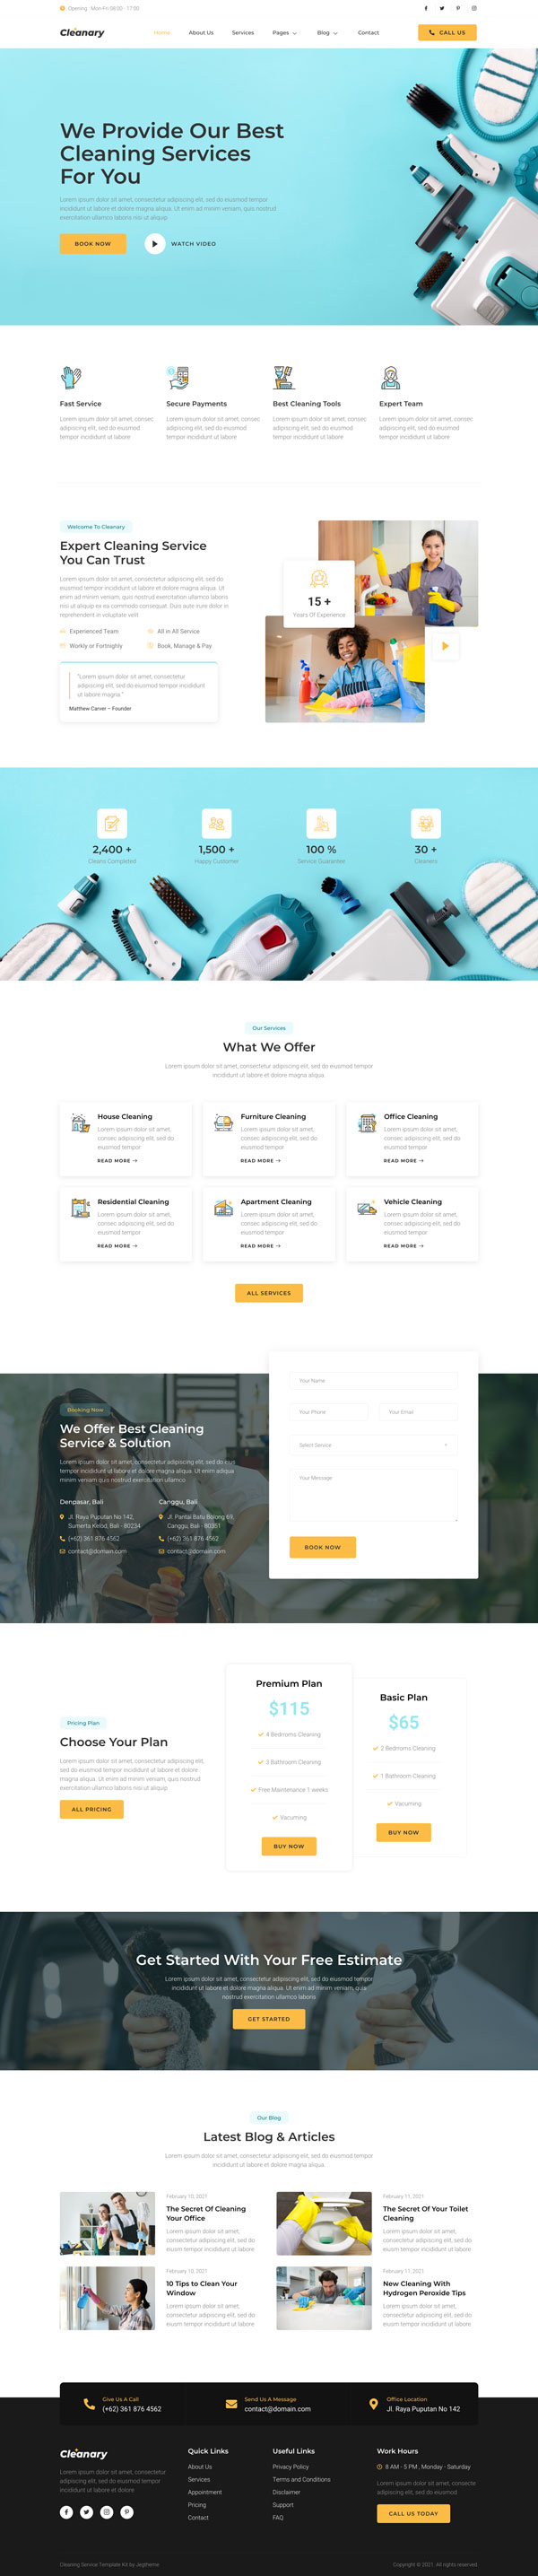 Opening : Mon-Fri 08:00 - 17:00
Cleanary
Home
About Us
Services
Pages
Blog
Contact
CALL US
We Provide Our Best
Cleaning Services
For You
Lorem ipsum dolor sit amet, consectetur adipiscing elit, sed do eiusmod tempor
incididunt ut labore et dolore magna aliqua. Ut enim ad minim veniam, quis nostrud
exercitation ullamco laboris nisi ut aliquip
BOOK NOW
WATCH VIDEO
Fast Service
Lorem ipsum dolor sit amet, consec
adipiscing elit, sed do eiusmod
tempor incididunt ut labore
Secure Payments
Lorem ipsum dolor sit amet, consec
adipiscing elit, sed do eiusmod
tempor incididunt ut labore
Best Cleaning Tools
Lorem ipsum dolor sit amet, consec
adipiscing elit, sed do eiusmod
tempor incididunt ut labore
Expert Team
Lorem ipsum dolor sit amet, consec
adipiscing elit, sed do eiusmod
tempor incididunt ut labore
Welcome To Cleanary
Expert Cleaning Service
You Can Trust
Lorem ipsum dolor sit amet, consectetur adipiscing elit, sed do
eiusmod tempor incididunt ut labore et dolore magna aliqua. Ut
enim ad minim veniam, quis nostrud exercitation ullamco laboris
nisi ut aliquip ex ea commodo consequat. Duis aute irure dolor in
reprehenderit in voluptate velit
Experienced Team
All in All Service
Workly or Fortnighly
Book, Manage & Pay
"Lorem ipsum dolor sit amet, consectetur
adipiscing elit, sed do eiusmod tempor incididunt
ut labore magna."
Matthew Carver – Founder
15 +
Years Of Experience
2,400 +
Cleans Completed
1,500 +
Happy Customer
100 %
Service Guarantee
30 +
Cleaners
Our Services
What We Offer
Lorem ipsum dolor sit amet, consectetur adipiscing elit, sed do eiusmod tempor
incididunt ut labore et dolore magna aliqua
House Cleaning
Lorem ipsum dolor sit amet,
consec adipiscing elit, sed do
eiusmod tempor
READ MORE →
Furniture Cleaning
Lorem ipsum dolor sit amet,
consec adipiscing elit, sed do
eiusmod tempor
READ MORE →
Office Cleaning
Lorem ipsum dolor sit amet,
consec adipiscing elit, sed do
eiusmod tempor
READ MORE →
Residential Cleaning
Lorem ipsum dolor sit amet,
consec adipiscing elit, sed do
eiusmod tempor
READ MORE →
Apartment Cleaning
Lorem ipsum dolor sit amet,
consec adipiscing elit, sed do
eiusmod tempor
READ MORE →
Vehicle Cleaning
Lorem ipsum dolor sit amet,
consec adipiscing elit, sed do
eiusmod tempor
READ MORE →
ALL SERVICES
Booking Now
We Offer Best Cleaning
Service & Solution
Lorem ipsum dolor sit amet, consectetur adipiscing elit, sed do eius
tempor incididunt ut labore et dolore magna aliqua. Ut enim adiqua
minim veniam quis nostrud exercitation ullamco
Denpasar, Bali
Jl. Raya Puputan No 142,
Sumerta Kelod, Bali - 80234
(+62) 361 876 4562
contact@domain.com
Canggu, Bali
Jl. Pantai Batu Bolong 69,
Canggu, Bali - 80351
(+62) 361 876 4562
contact@domain.com
Your Name
Your Phone
Your Email
Select Service
Your Message
BOOK NOW
Pricing Plan
Choose Your Plan
Lorem ipsum dolor sit amet, consectetur adipiscing elit,
sed do eiusmod tempor incididunt ut labore et dolore
magna aliqua. Ut enim ad minim veniam, quis nostrud
exercitation ullamco laboris nisi ut aliquip
ALL PRICING
Premium Plan
$115
4 Bedrroms Cleaning
3 Bathroom Cleaning
Free Maintenance 1 weeks
Vacuming
BUY NOW
Basic Plan
$65
2 Bedrroms Cleaning
1 Bathroom Cleaning
Vacuming
BUY NOW
Get Started With Your Free Estimate
Lorem ipsum dolor sit amet, consectetur adipiscing elit, sed do eiusmod tempor
incididunt ut labore et dolore magna aliqua. Ut enim ad minim veniam, quis
nostrud exercitation ullamco laboris
GET STARTED
Our Blog
Latest Blog & Articles
Lorem ipsum dolor sit amet, consectetur adipiscing elit, sed do eiusmod tempor
incididunt ut labore et dolore magna aliqua
February 10, 2021
The Secret Of Cleaning
Your Office
Lorem ipsum dolor sit amet,
consectetur adipiscing elit, sed do
eiusm tempor incididunt ut labore
February 11, 2021
The Secret Of Your Toilet
Cleaning
Lorem ipsum dolor sit amet,
consectetur adipiscing elit, sed do
eiusm tempor incididunt ut labore
February 10, 2021
10 Tips to Clean Your
Window
Lorem ipsum dolor sit amet,
consectetur adipiscing elit, sed do
eiusm tempor incididunt ut labore
February 11, 2021
New Cleaning With
Hydrogen Peroxide Tips
Lorem ipsum dolor sit amet,
consectetur adipiscing elit, sed do
eiusm tempor incididunt ut labore
Give Us A Call
(+62) 361 876 4562
Send Us A Message
contact@domain.com
Office Location
Jl. Raya Puputan No 142
Cleanary
Lorem ipsum dolor sit amet, consectetur
adipiscing elit, sed do eiusmod tempor
incididunt ut labore et dolore
Quick Links
About Us
Services
Appointment
Pricing
Contact
Useful Links
Privacy Policy
Terms and Conditions
Disclaimer
Support
FAQ
Work Hours
8 AM - 5 PM , Monday - Saturday
Lorem ipsum dolor sit amet, consecte
adipiscing elit, sed do eiusmod
CALL US TODAY
Cleaning Service Template Kit by Jegtheme
Copyright © 2021. All rights reserved.